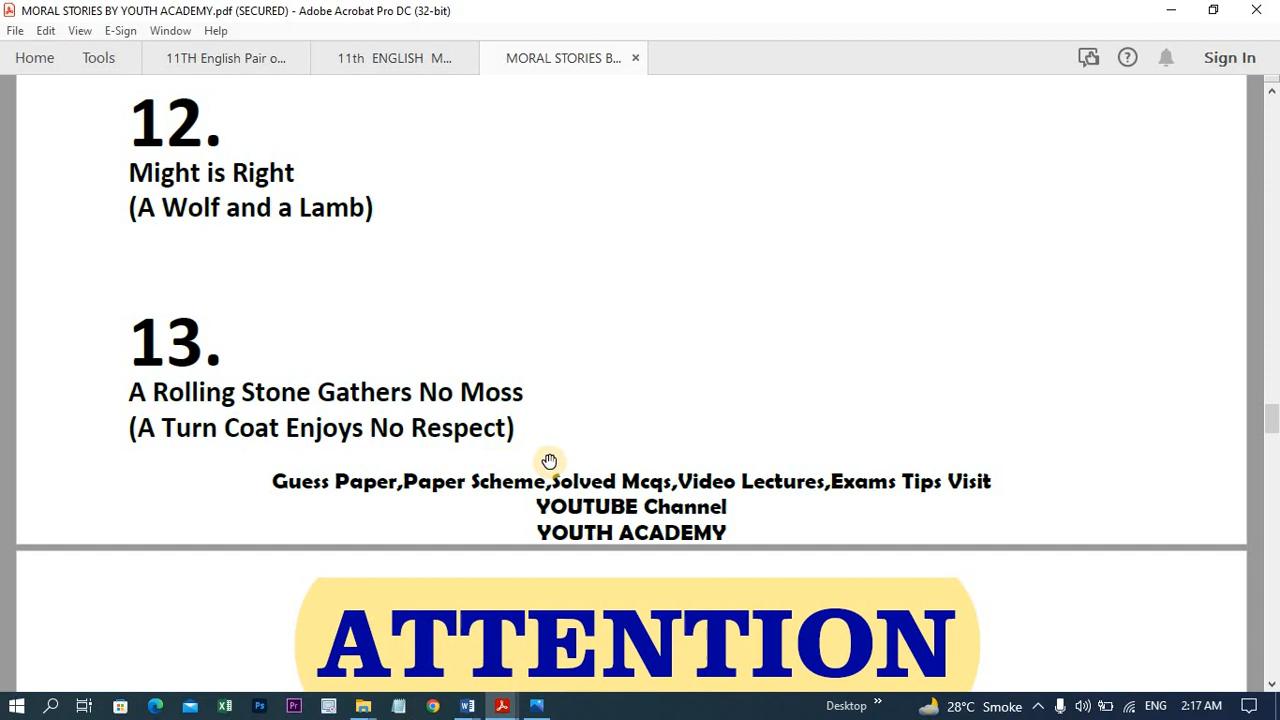 MORAL STORIES BY YOUTH ACADEMY.pdf (SECURED) - Adobe Acrobat Pro DC (32-bit)
File Edit View E-Sign Window Help
Home Tools 11TH English Pair o... 11th ENGLISH M... MORAL STORIES B... × Sign In
12.
Might is Right
(A Wolf and a Lamb)
13.
A Rolling Stone Gathers No Moss
(A Turn Coat Enjoys No Respect)
Guess Paper,Paper Scheme,Solved Mcqs,Video Lectures,Exams Tips Visit
YOUTUBE Channel
YOUTH ACADEMY
ATTENTION
Desktop » 28°C Smoke ENG 2:17 AM